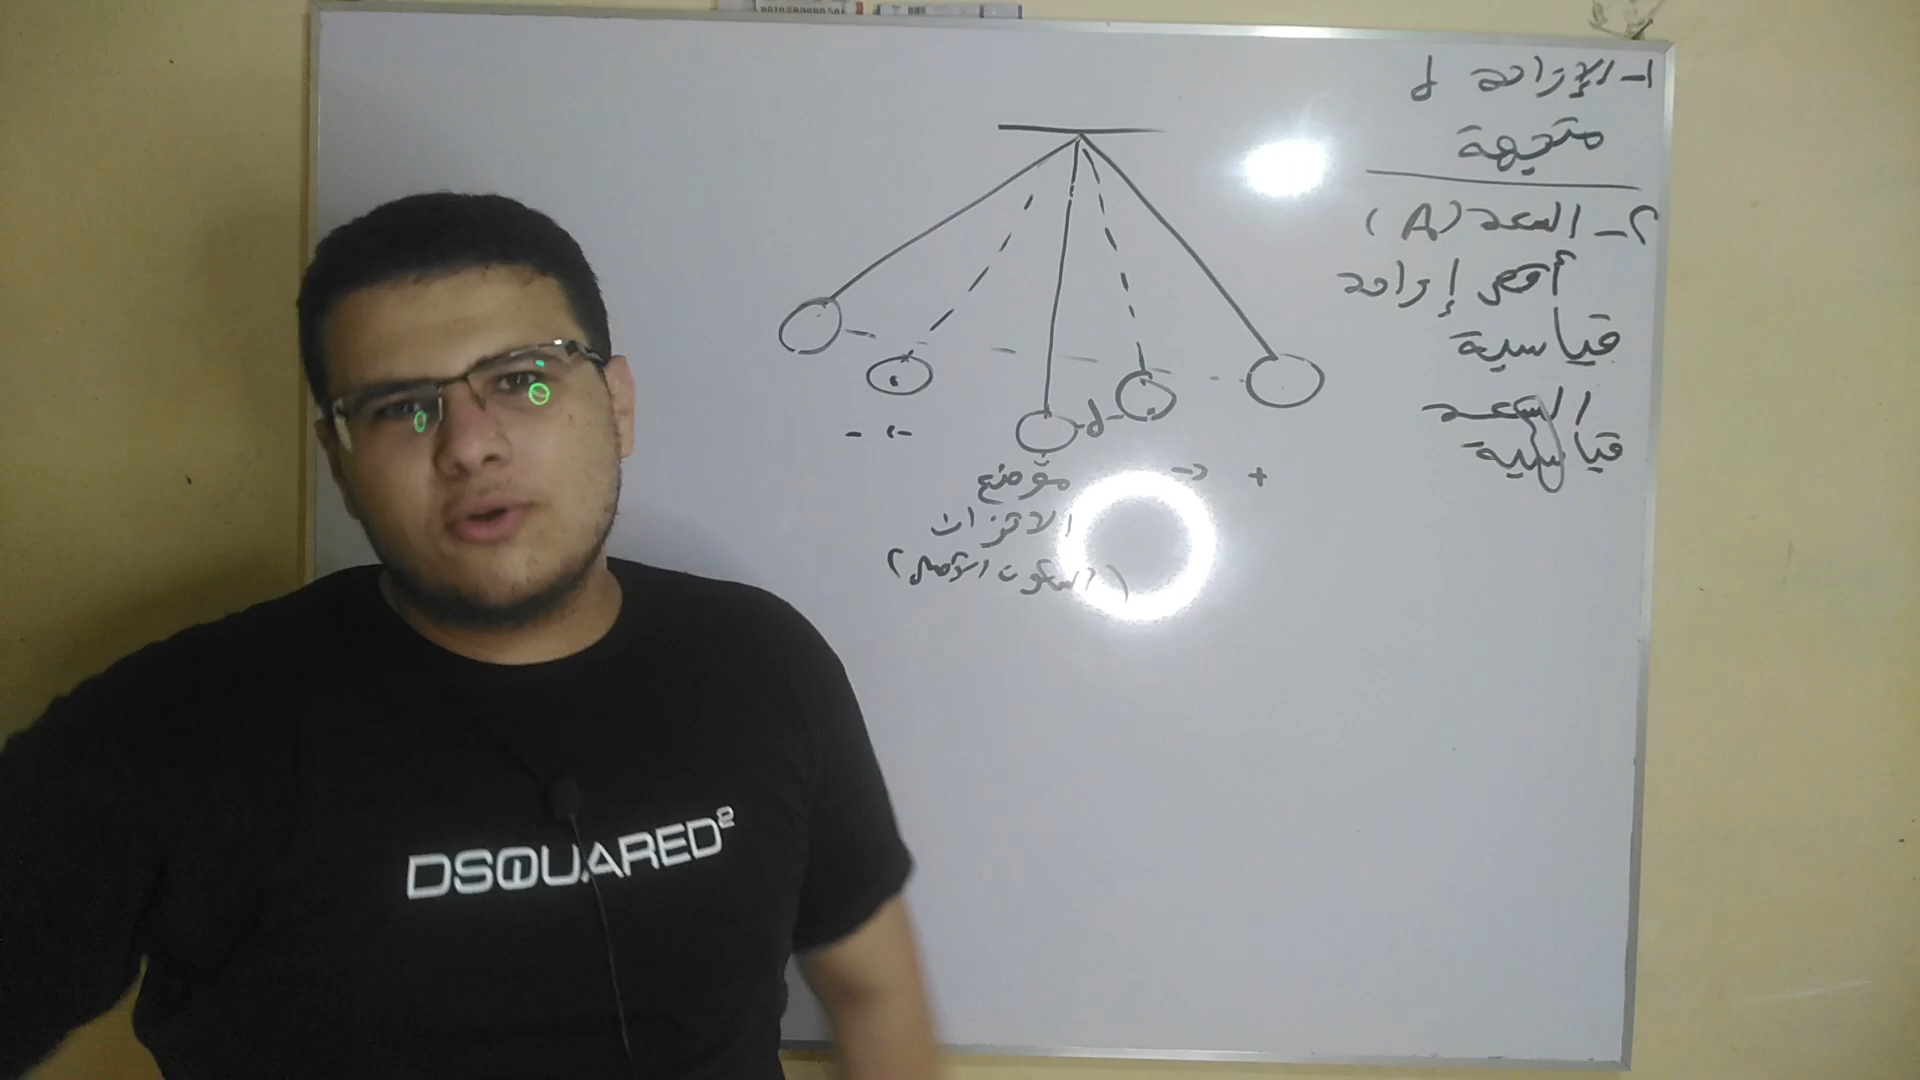 ١- الإزاحة d
متجهة
٢- السعة (A)
أقصى إزاحة
قياسية
السعة
قياسية
d
- ←
→ +
موضع
الاتزان
(السكون الأصلي)
DSQUARED2